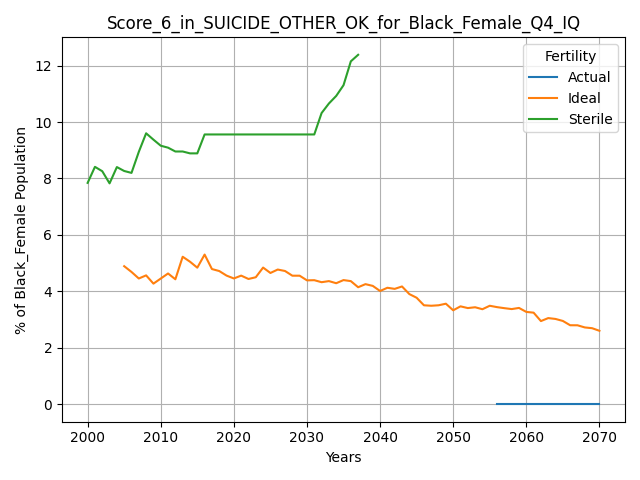 Score_6_in_SUICIDE_OTHER_OK_for_Black_Female_Q4_IQ
Fertility
Actual
Ideal
Sterile
% of Black_Female Population
12
10
8
6
4
2
0
2000 2010 2020 2030 2040 2050 2060 2070
Years